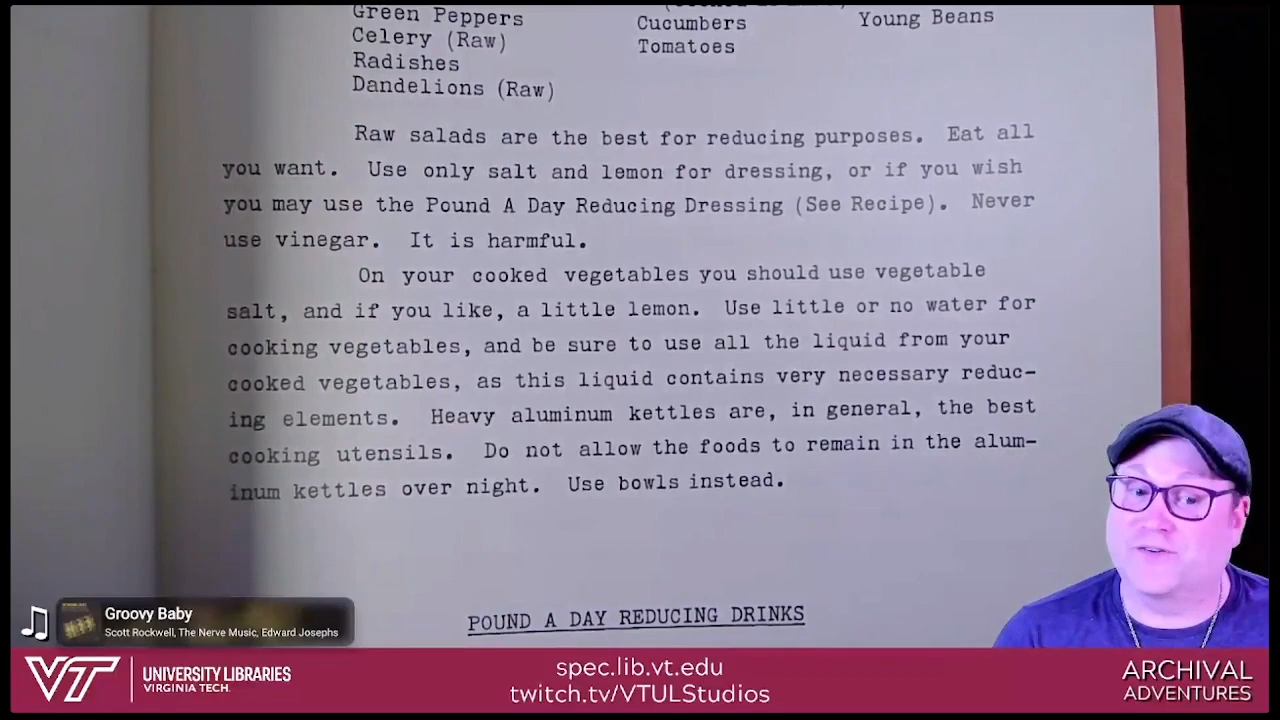 Green Peppers
Celery (Raw)
Radishes
Dandelions (Raw)
Cucumbers
Tomatoes
Young Beans
Raw salads are the best for reducing purposes. Eat all
you want. Use only salt and lemon for dressing, or if you wish
you may use the Pound A Day Reducing Dressing (See Recipe). Never
use vinegar. It is harmful.
On your cooked vegetables you should use vegetable
salt, and if you like, a little lemon. Use little or no water for
cooking vegetables, and be sure to use all the liquid from your
cooked vegetables, as this liquid contains very necessary reduc-
ing elements. Heavy aluminum kettles are, in general, the best
cooking utensils. Do not allow the foods to remain in the alum-
inum kettles over night. Use bowls instead.
POUND A DAY REDUCING DRINKS
Groovy Baby
Scott Rockwell, The Nerve Music, Edward Josephs
VT
UNIVERSITY LIBRARIES
VIRGINIA TECH.
spec.lib.vt.edu
twitch.tv/VTULStudios
ARCHIVAL
ADVENTURES